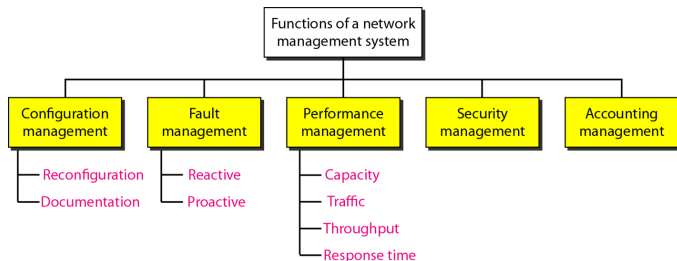 Functions of a network
management system
Configuration
management
Fault
management
Performance
management
Security
management
Accounting
management
Reconfiguration
Documentation
Reactive
Proactive
Capacity
Traffic
Throughput
Response time